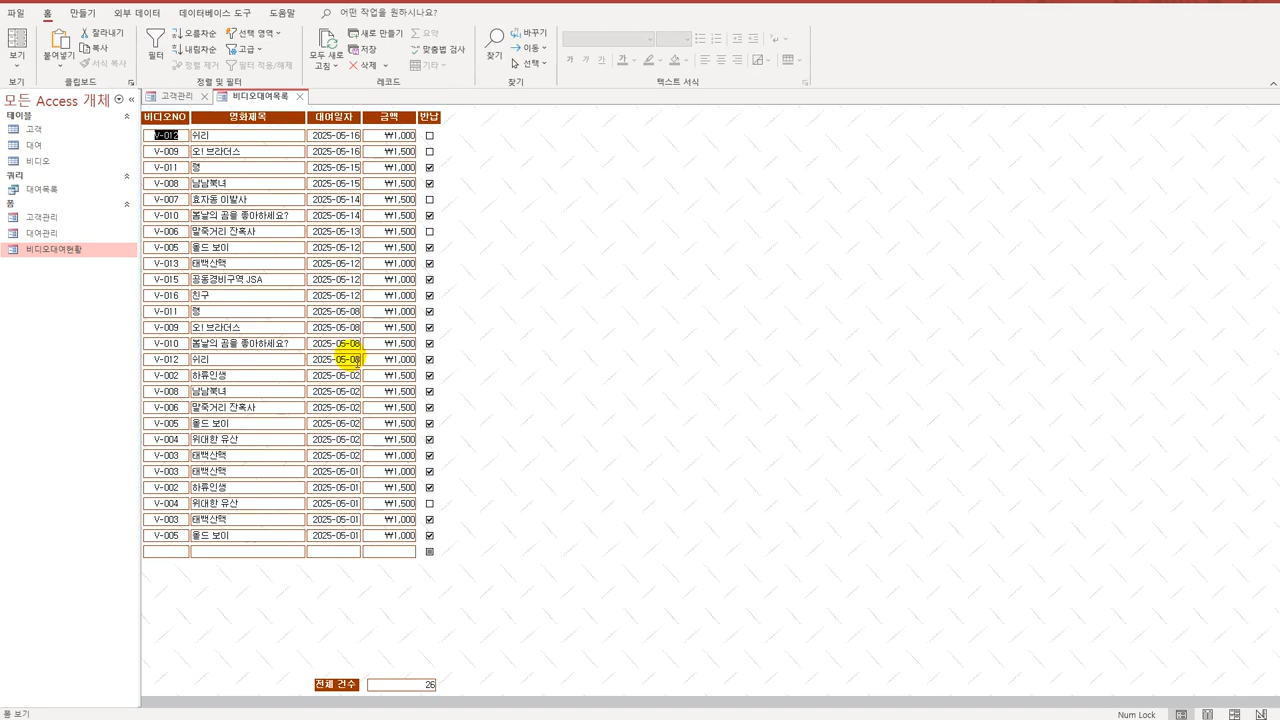 파일 홈 만들기 외부 데이터 데이터베이스 도구 도움말 어떤 작업을 원하시나요?
잘라내기 오름차순 선택 영역 새로 만들기 요약 바꾸기
보기 붙여넣기 복사 필터 내림차순 고급 모두 새로 고침 저장 맞춤법 검사 찾기 이동
서식 복사 정렬 해제 필터 적용/해제 삭제 기타 선택 가 가 가 가
보기 클립보드 정렬 및 필터 레코드 찾기 텍스트 서식
모든 Access 개체 « 고객관리 비디오대여목록
테이블
고객
대여
비디오
쿼리
대여목록
폼
고객관리
대여관리
비디오대여현황
비디오NO 영화제목 대여일자 금액 반납
V-012 쉬리 2025-05-16 ₩1,000
V-009 오! 브라더스 2025-05-16 ₩1,500
V-011 령 2025-05-15 ₩1,000
V-008 남남북녀 2025-05-15 ₩1,500
V-007 효자동 이발사 2025-05-14 ₩1,500
V-010 봄날의 곰을 좋아하세요? 2025-05-14 ₩1,500
V-006 말죽거리 잔혹사 2025-05-13 ₩1,500
V-005 올드 보이 2025-05-12 ₩1,500
V-013 태백산맥 2025-05-12 ₩1,000
V-015 공동경비구역 JSA 2025-05-12 ₩1,000
V-016 친구 2025-05-12 ₩1,000
V-011 령 2025-05-08 ₩1,000
V-009 오! 브라더스 2025-05-08 ₩1,500
V-010 봄날의 곰을 좋아하세요? 2025-05-08 ₩1,500
V-012 쉬리 2025-05-08 ₩1,000
V-002 하류인생 2025-05-02 ₩1,500
V-008 남남북녀 2025-05-02 ₩1,500
V-006 말죽거리 잔혹사 2025-05-02 ₩1,500
V-005 올드 보이 2025-05-02 ₩1,500
V-004 위대한 유산 2025-05-02 ₩1,500
V-003 태백산맥 2025-05-02 ₩1,000
V-003 태백산맥 2025-05-01 ₩1,000
V-002 하류인생 2025-05-01 ₩1,500
V-004 위대한 유산 2025-05-01 ₩1,500
V-003 태백산맥 2025-05-01 ₩1,000
V-005 올드 보이 2025-05-01 ₩1,000
전체 건수 26
폼 보기 Num Lock